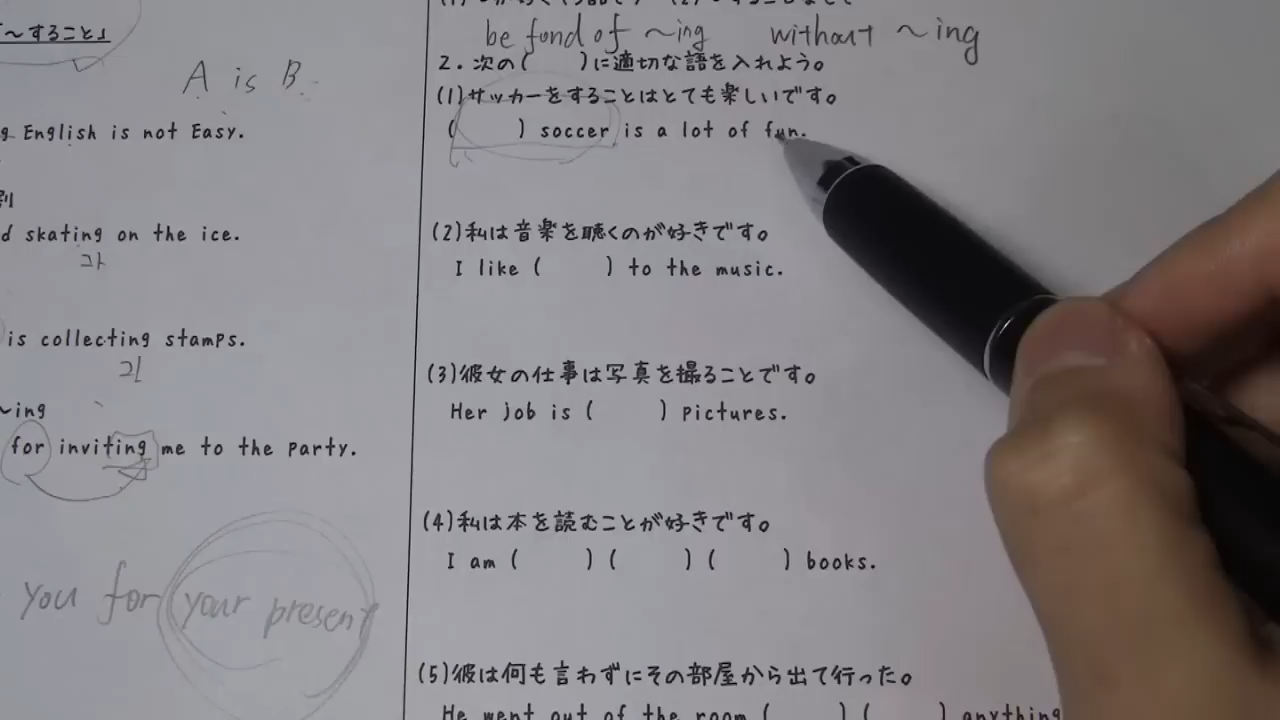 「~すること」
A is B
English is not Easy.
別
skating on the ice.
is collecting stamps.
~ing
for inviting me to the party.
you for your present
be fond of ~ing without ~ing
2.次の( )に適切な語を入れよう。
(1)サッカーをすることはとても楽しいです。
( ) soccer is a lot of fun.
(2)私は音楽を聴くのが好きです。
I like ( ) to the music.
(3)彼女の仕事は写真を撮ることです。
Her job is ( ) pictures.
(4)私は本を読むことが好きです。
I am ( ) ( ) ( ) books.
(5)彼は何も言わずにその部屋から出て行った。
He went out of the room ( ) ( ) anything